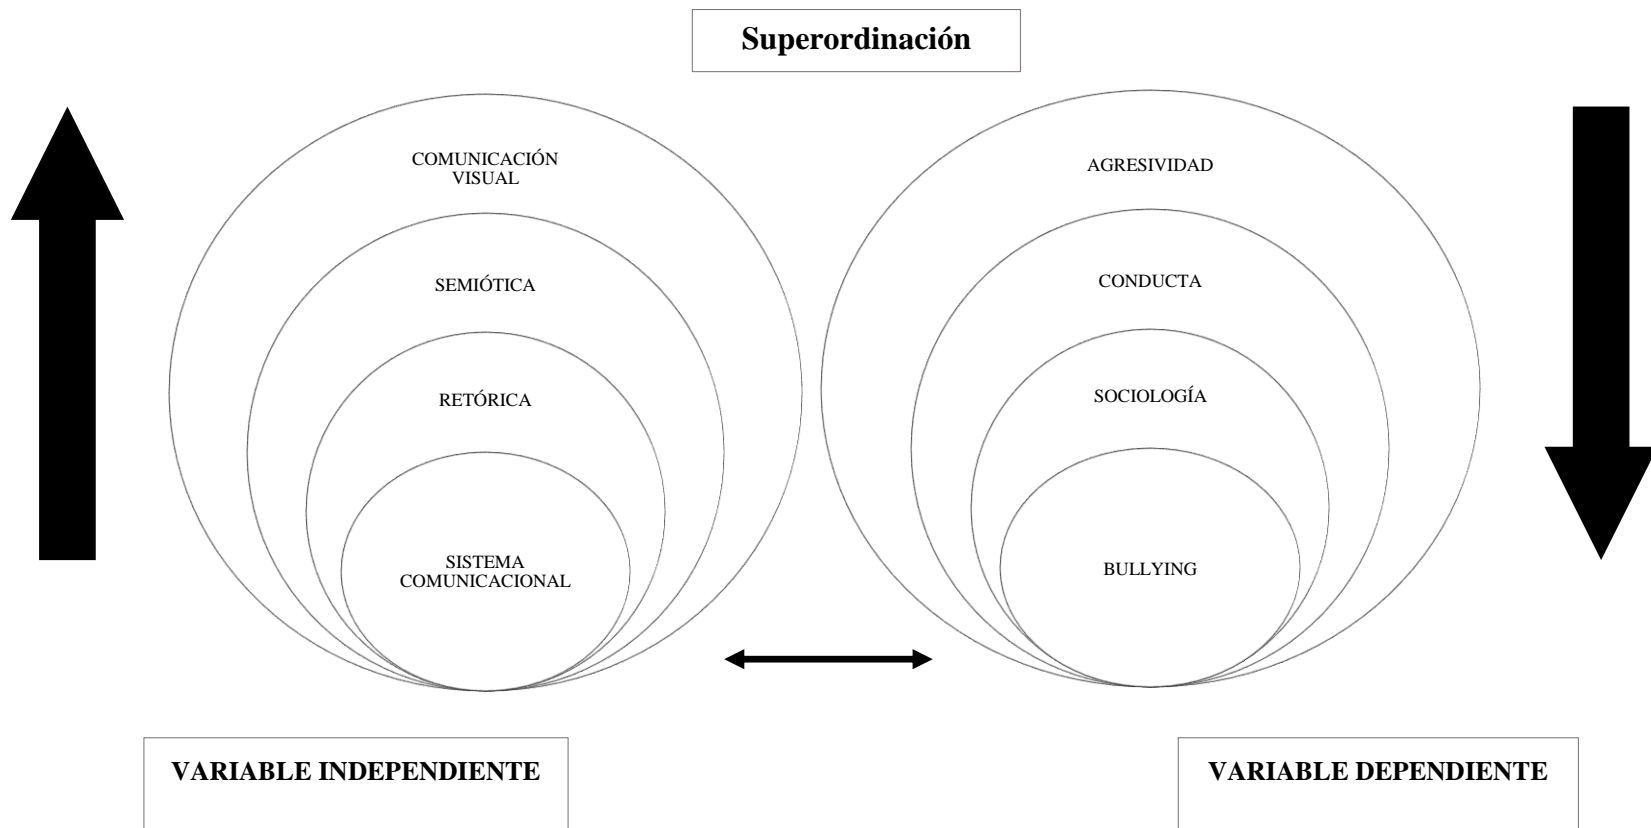 Superordinación
COMUNICACIÓN
VISUAL
SEMIÓTICA
RETÓRICA
SISTEMA
COMUNICACIONAL
AGRESIVIDAD
CONDUCTA
SOCIOLOGÍA
BULLYING
VARIABLE INDEPENDIENTE
VARIABLE DEPENDIENTE